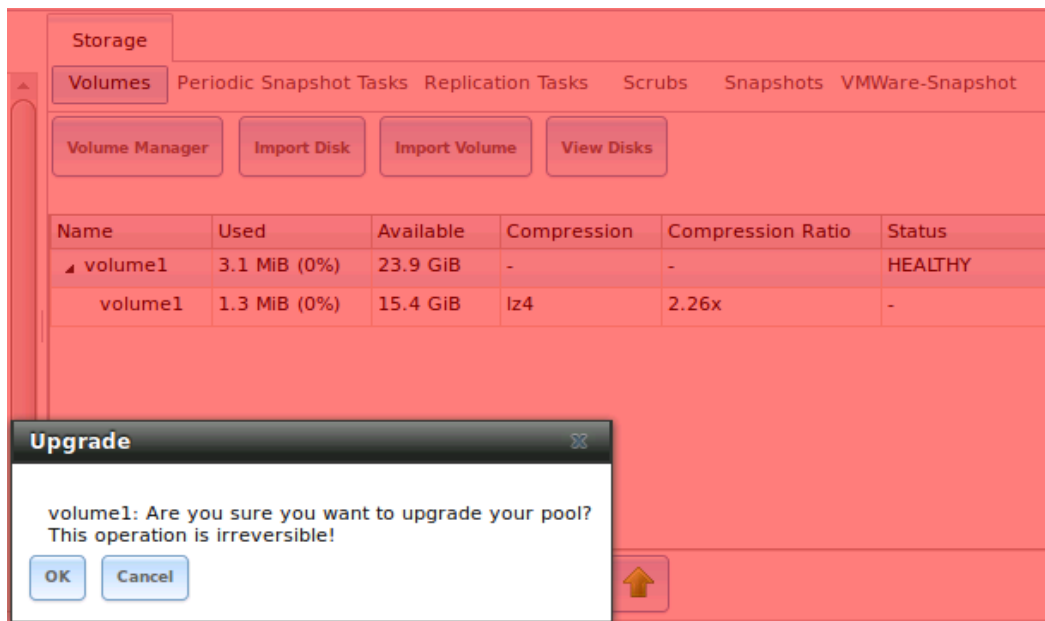 Storage
Volumes Periodic Snapshot Tasks Replication Tasks Scrubs Snapshots VMWare-Snapshot
Volume Manager Import Disk Import Volume View Disks
Name Used Available Compression Compression Ratio Status
volume1 3.1 MiB (0%) 23.9 GiB - - HEALTHY
volume1 1.3 MiB (0%) 15.4 GiB lz4 2.26x -
Upgrade
volume1: Are you sure you want to upgrade your pool?
This operation is irreversible!
OK Cancel